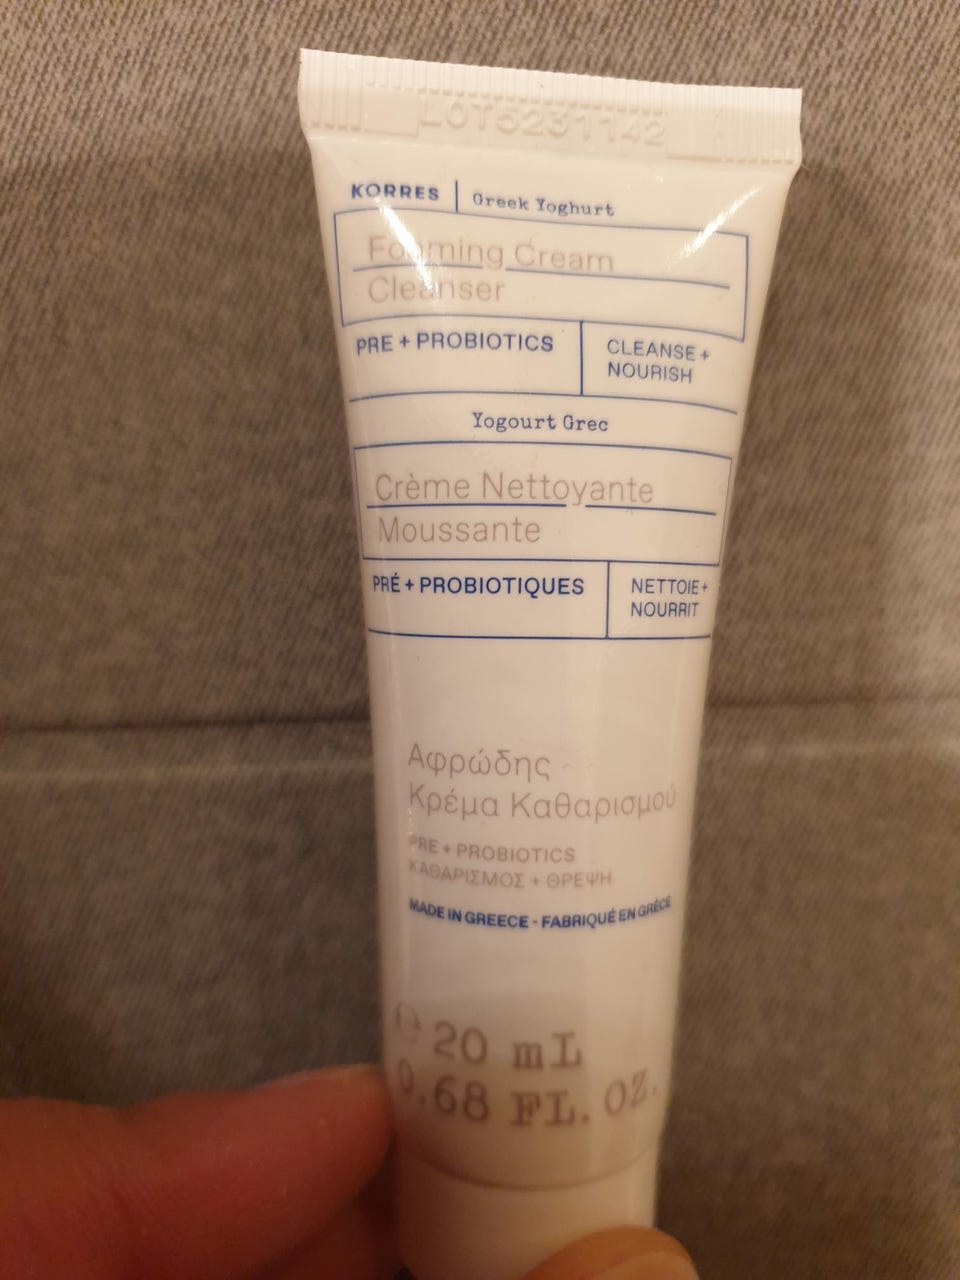 LOT5231142
KORRES | Greek Yoghurt
Foaming Cream
Cleanser
PRE + PROBIOTICS
CLEANSE +
NOURISH
Yogourt Grec
Crème Nettoyante
Moussante
PRÉ + PROBIOTIQUES
NETTOIE +
NOURRIT
Αφρώδης
Κρέμα Καθαρισμού
PRE + PROBIOTICS
ΚΑΘΑΡΙΣΜΟΣ + ΘΡΕΨΗ
MADE IN GREECE - FABRIQUÉ EN GRÈCE
℮ 20 mL
0.68 FL. OZ.